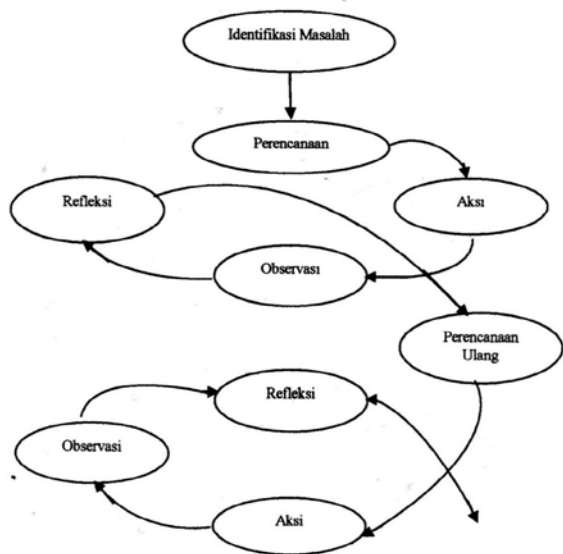 Identifikasi Masalah
Perencanaan
Aksi
Refleksi
Observasi
Perencanaan
Ulang
Refleksi
Observasi
Aksi